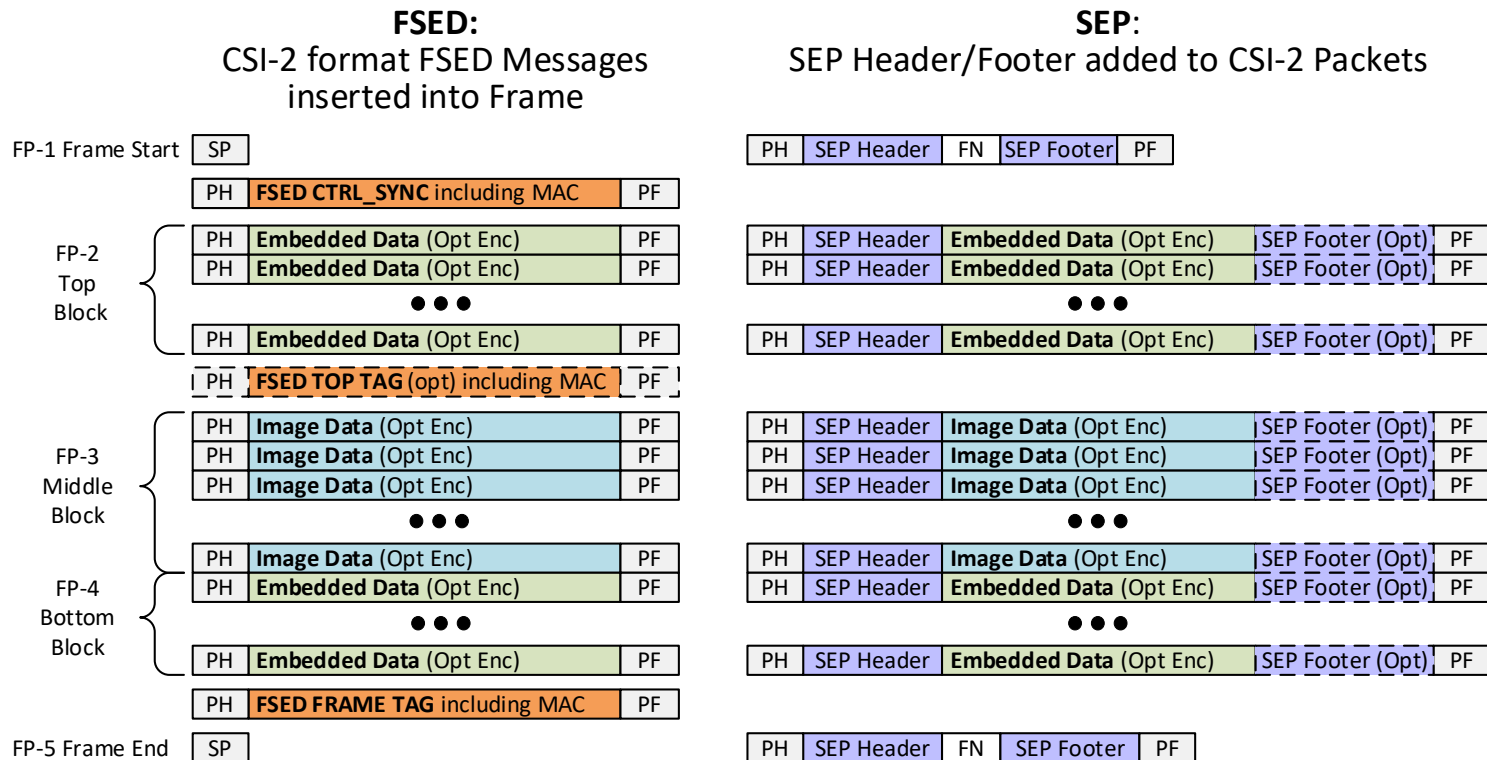 FSED:
CSI-2 format FSED Messages
inserted into Frame
SEP:
SEP Header/Footer added to CSI-2 Packets
FP-1 Frame Start SP
PH SEP Header FN SEP Footer PF
PH FSED CTRL_SYNC including MAC PF
FP-2
Top
Block
PH Embedded Data (Opt Enc) PF
PH Embedded Data (Opt Enc) PF
PH Embedded Data (Opt Enc) PF
PH SEP Header Embedded Data (Opt Enc) SEP Footer (Opt) PF
PH SEP Header Embedded Data (Opt Enc) SEP Footer (Opt) PF
PH SEP Header Embedded Data (Opt Enc) SEP Footer (Opt) PF
PH FSED TOP TAG (opt) including MAC PF
FP-3
Middle
Block
PH Image Data (Opt Enc) PF
PH Image Data (Opt Enc) PF
PH Image Data (Opt Enc) PF
PH Image Data (Opt Enc) PF
PH SEP Header Image Data (Opt Enc) SEP Footer (Opt) PF
PH SEP Header Image Data (Opt Enc) SEP Footer (Opt) PF
PH SEP Header Image Data (Opt Enc) SEP Footer (Opt) PF
PH SEP Header Image Data (Opt Enc) SEP Footer (Opt) PF
FP-4
Bottom
Block
PH Embedded Data (Opt Enc) PF
PH Embedded Data (Opt Enc) PF
PH SEP Header Embedded Data (Opt Enc) SEP Footer (Opt) PF
PH SEP Header Embedded Data (Opt Enc) SEP Footer (Opt) PF
PH FSED FRAME TAG including MAC PF
FP-5 Frame End SP
PH SEP Header FN SEP Footer PF